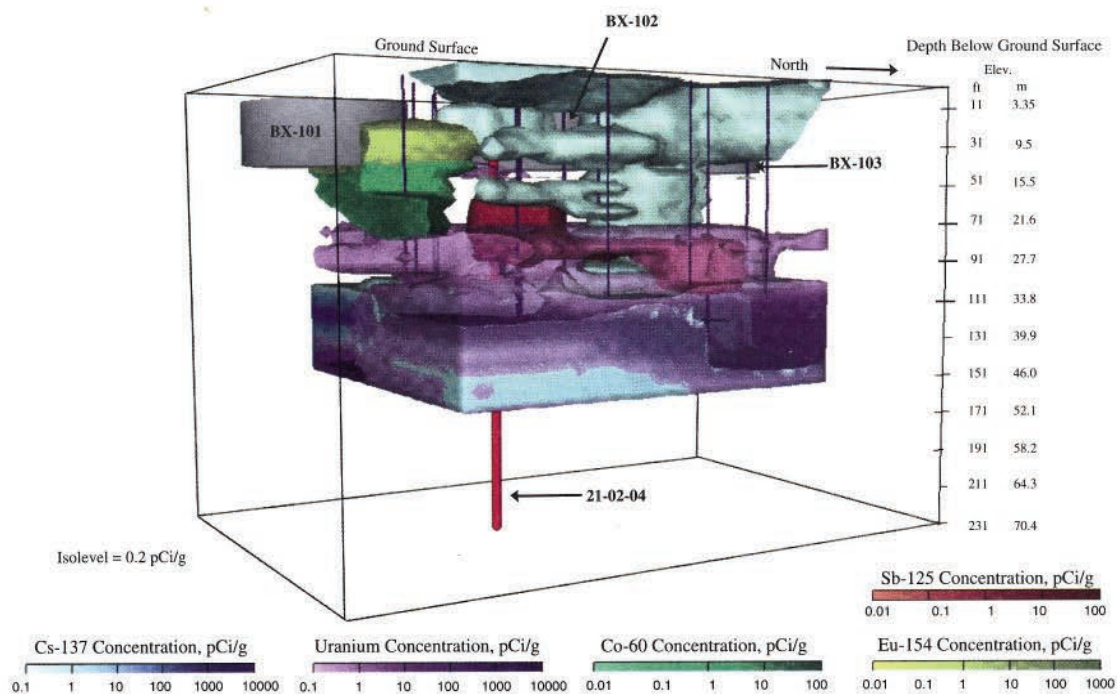 BX-102
Ground Surface
Depth Below Ground Surface
North
Elev.
ft m
11 3.35
31 9.5
51 15.5
71 21.6
91 27.7
111 33.8
131 39.9
151 46.0
171 52.1
191 58.2
211 64.3
231 70.4
BX-101
BX-103
21-02-04
Isolevel = 0.2 pCi/g
Sb-125 Concentration, pCi/g
0.01 0.1 1 10 100
Cs-137 Concentration, pCi/g
0.1 1 10 100 1000 10000
Uranium Concentration, pCi/g
0.1 1 10 100 1000 10000
Co-60 Concentration, pCi/g
0.01 0.1 1 10 100
Eu-154 Concentration, pCi/g
0.1 1 10 100 1000